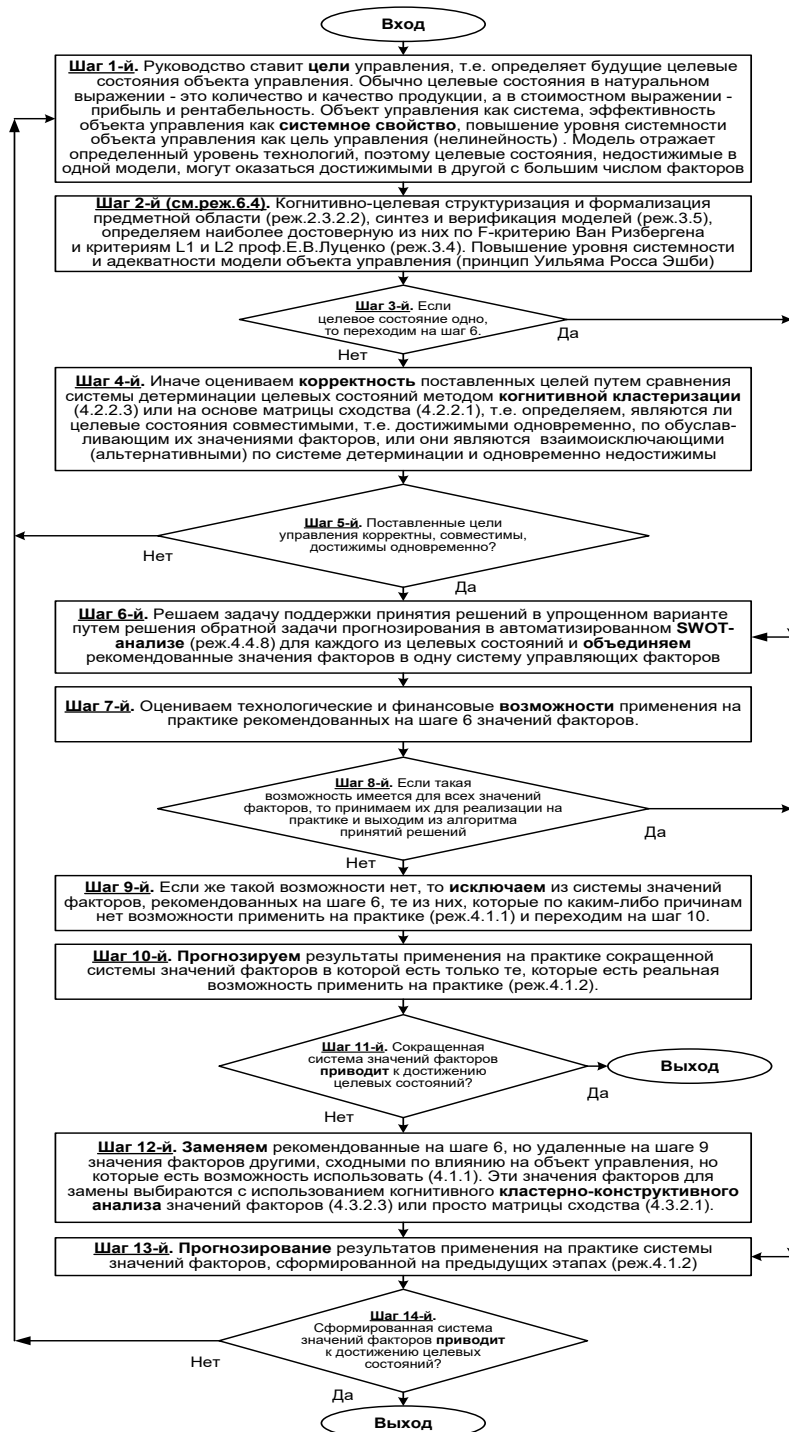 Вход
Шаг 1-й. Руководство ставит цели управления, т.е. определяет будущие целевые
состояния объекта управления. Обычно целевые состояния в натуральном
выражении - это количество и качество продукции, а в стоимостном выражении -
прибыль и рентабельность. Объект управления как система, эффективность
объекта управления как системное свойство, повышение уровня системности
объекта управления как цель управления (нелинейность) . Модель отражает
определенный уровень технологий, поэтому целевые состояния, недостижимые в
одной модели, могут оказаться достижимыми в другой с большим числом факторов
Шаг 2-й (см.реж.6.4). Когнитивно-целевая структуризация и формализация
предметной области (реж.2.3.2.2), синтез и верификация моделей (реж.3.5),
определяем наиболее достоверную из них по F-критерию Ван Ризбергена
и критериям L1 и L2 проф.Е.В.Луценко (реж.3.4). Повышение уровня системности
и адекватности модели объекта управления (принцип Уильяма Росса Эшби)
Шаг 3-й. Если
целевое состояние одно,
то переходим на шаг 6.
Да
Нет
Шаг 4-й. Иначе оцениваем корректность поставленных целей путем сравнения
системы детерминации целевых состояний методом когнитивной кластеризации
(4.2.2.3) или на основе матрицы сходства (4.2.2.1), т.е. определяем, являются ли
целевые состояния совместимыми, т.е. достижимыми одновременно, по обуслав-
ливающим их значениями факторов, или они являются взаимоисключающими
(альтернативными) по системе детерминации и одновременно недостижимы
Шаг 5-й. Поставленные цели
управления корректны, совместимы,
достижимы одновременно?
Нет
Да
Шаг 6-й. Решаем задачу поддержки принятия решений в упрощенном варианте
путем решения обратной задачи прогнозирования в автоматизированном SWOT-
анализе (реж.4.4.8) для каждого из целевых состояний и объединяем
рекомендованные значения факторов в одну систему управляющих факторов
Шаг 7-й. Оцениваем технологические и финансовые возможности применения на
практике рекомендованных на шаге 6 значений факторов.
Шаг 8-й. Если такая
возможность имеется для всех значений
факторов, то принимаем их для реализации на
практике и выходим из алгоритма
принятий решений
Да
Нет
Шаг 9-й. Если же такой возможности нет, то исключаем из системы значений
факторов, рекомендованных на шаге 6, те из них, которые по каким-либо причинам
нет возможности применить на практике (реж.4.1.1) и переходим на шаг 10.
Шаг 10-й. Прогнозируем результаты применения на практике сокращенной
системы значений факторов в которой есть только те, которые есть реальная
возможность применить на практике (реж.4.1.2).
Шаг 11-й. Сокращенная
система значений факторов
приводит к достижению
целевых состояний?
Выход
Да
Нет
Шаг 12-й. Заменяем рекомендованные на шаге 6, но удаленные на шаге 9
значения факторов другими, сходными по влиянию на объект управления, но
которые есть возможность использовать (4.1.1). Эти значения факторов для
замены выбираются с использованием когнитивного кластерно-конструктивного
анализа значений факторов (4.3.2.3) или просто матрицы сходства (4.3.2.1).
Шаг 13-й. Прогнозирование результатов применения на практике системы
значений факторов, сформированной на предыдущих этапах (реж.4.1.2)
Шаг 14-й.
Сформированная система
значений факторов приводит
к достижению целевых
состояний?
Нет
Да
Выход